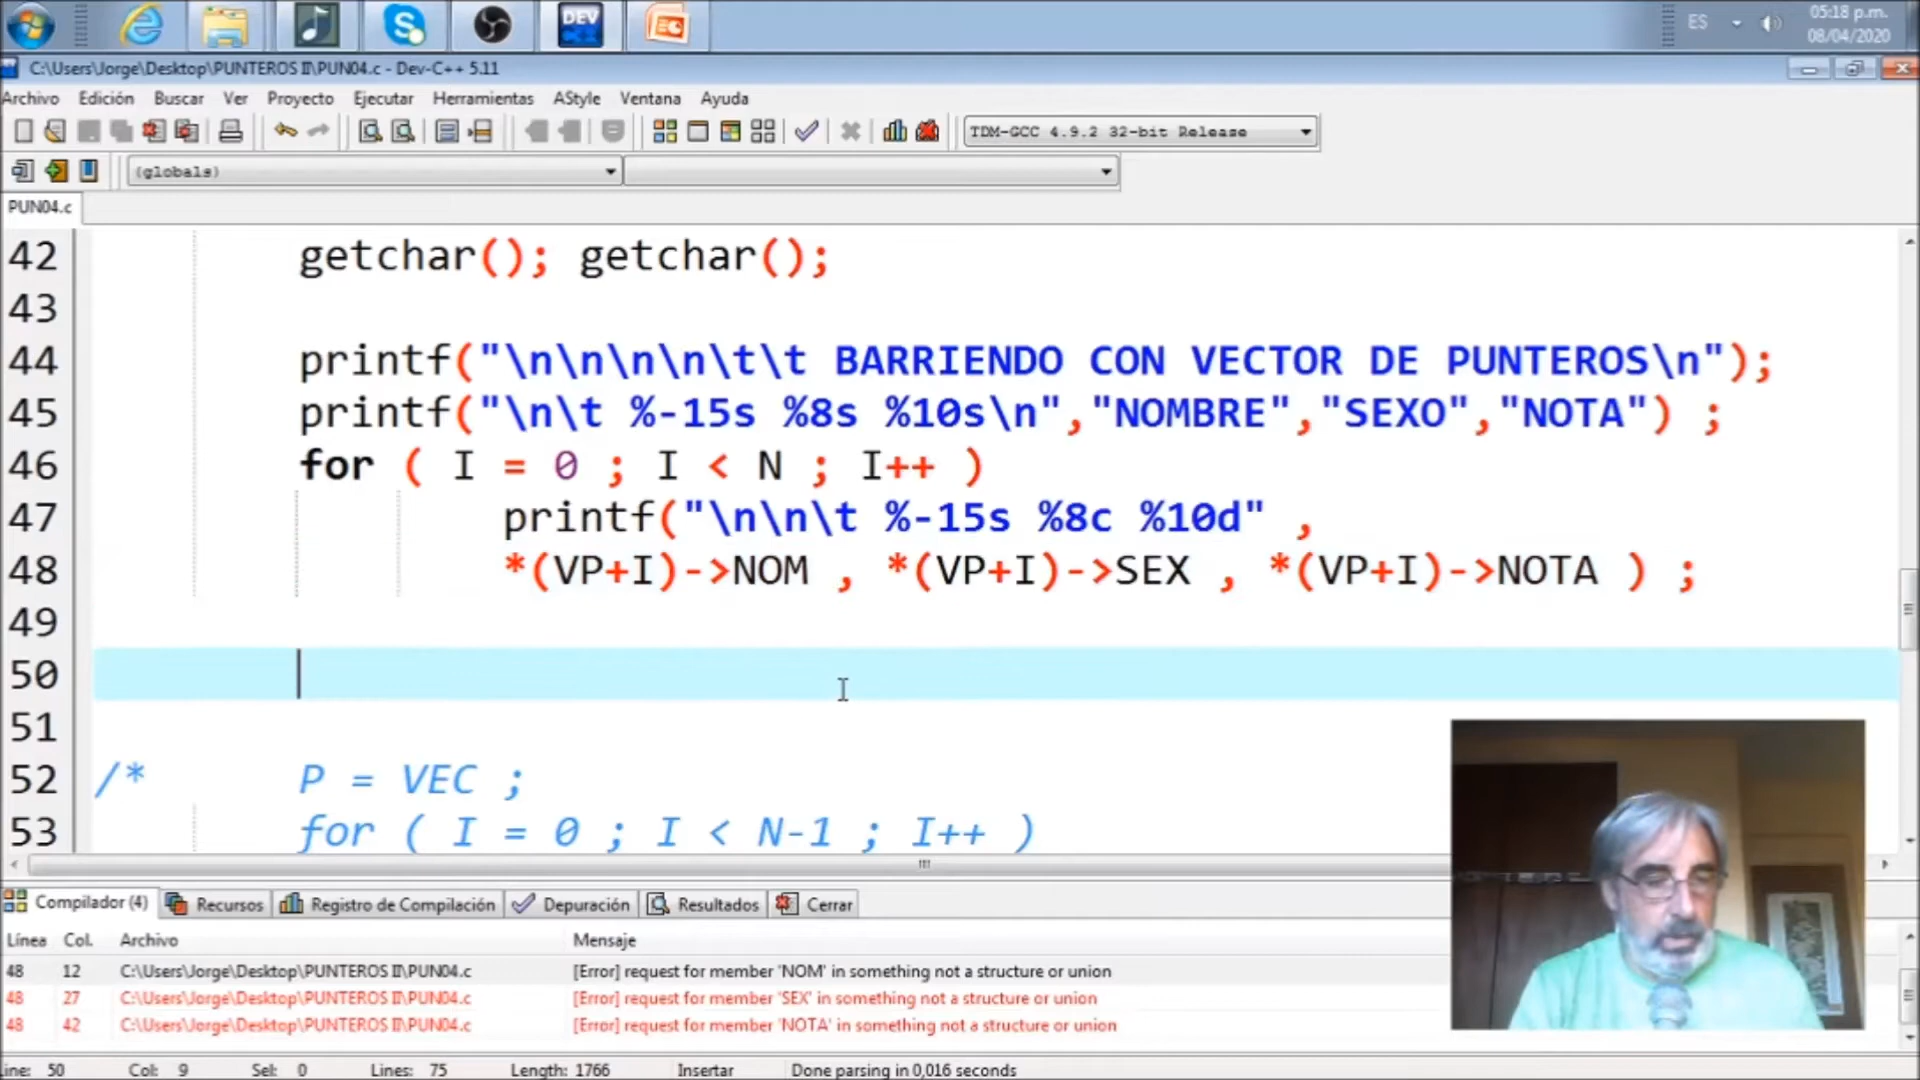 DEV
ES
05:18 p.m.
08/04/2020
C:\Users\Jorge\Desktop\PUNTEROS II\PUN04.c - Dev-C++ 5.11
Archivo Edición Buscar Ver Proyecto Ejecutar Herramientas AStyle Ventana Ayuda
TDM-GCC 4.9.2 32-bit Release
(globals)
PUN04.c
42 getchar(); getchar();
43
44 printf("\n\n\n\n\t\t BARRIENDO CON VECTOR DE PUNTEROS\n");
45 printf("\n\t %-15s %8s %10s\n","NOMBRE","SEXO","NOTA") ;
46 for ( I = 0 ; I < N ; I++ )
47 printf("\n\n\t %-15s %8c %10d" ,
48 *(VP+I)->NOM , *(VP+I)->SEX , *(VP+I)->NOTA ) ;
49
50
51
52 /* P = VEC ;
53 for ( I = 0 ; I < N-1 ; I++ )
Compilador (4) Recursos Registro de Compilación Depuración Resultados Cerrar
Línea Col. Archivo Mensaje
48 12 C:\Users\Jorge\Desktop\PUNTEROS II\PUN04.c [Error] request for member 'NOM' in something not a structure or union
48 27 C:\Users\Jorge\Desktop\PUNTEROS II\PUN04.c [Error] request for member 'SEX' in something not a structure or union
48 42 C:\Users\Jorge\Desktop\PUNTEROS II\PUN04.c [Error] request for member 'NOTA' in something not a structure or union
ine: 50 Col: 9 Sel: 0 Lines: 75 Length: 1766 Insertar Done parsing in 0,016 seconds